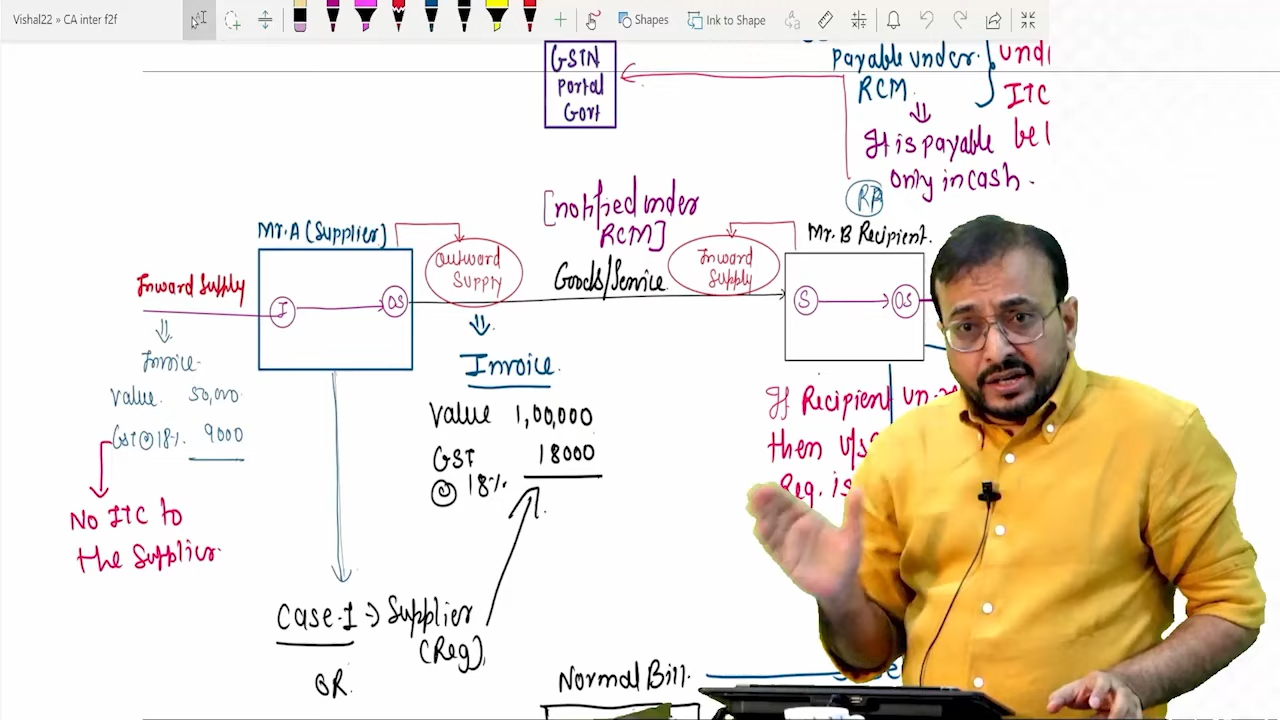 Vishal22 » CA inter f2f
Shapes
Ink to Shape
GSTN
Portal
Govt
payable under
RCM
It is payable
only in cash.
ITC
[notified under
RCM]
RP
Mr. A (Supplier)
Outward
Supply
Goods/Service
Inward
Supply
Mr. B Recipient.
Inward Supply
I
OS
S
OS
Invoice
Value 50,000
GST@18% 9000
No ITC to
the Supplier
Invoice
Value 1,00,000
GST 18000
@ 18%
If Recipient
then
Reg. is
Case-I → Supplier
(Reg)
OR
Normal Bill.